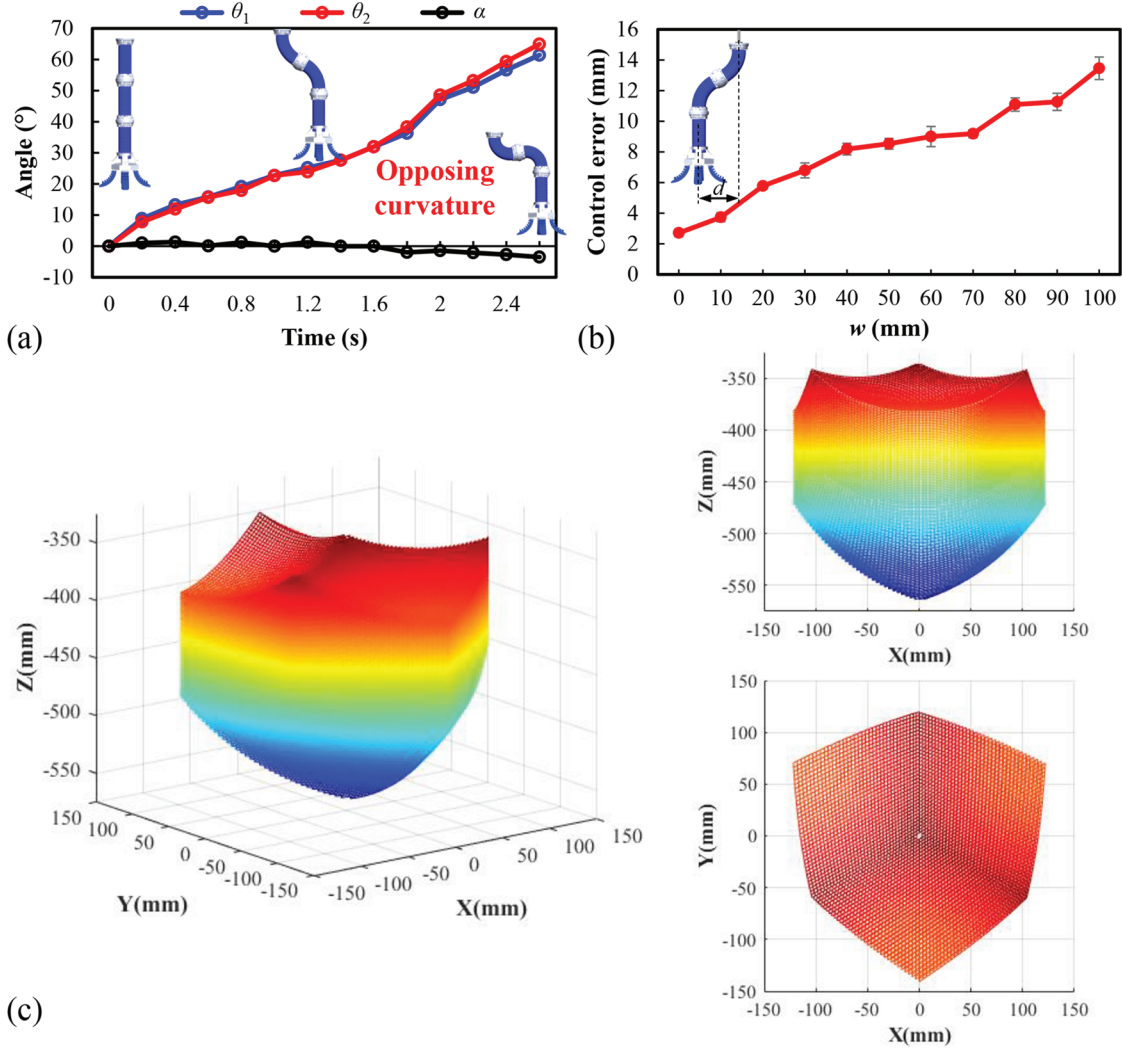 θ1 θ2 α
70
60
50
40
30
20
10
0
-10
Angle (°)
Opposing
curvature
0 0.4 0.8 1.2 1.6 2 2.4
Time (s)
(a)
16
14
12
10
8
6
4
2
0
Control error (mm)
d
0 10 20 30 40 50 60 70 80 90 100
w (mm)
(b)
-350
-400
-450
-500
-550
Z(mm)
150
100
50
0
-50
-100
-150
Y(mm)
-150
-100
-50
0
50
100
150
X(mm)
-350
-400
-450
-500
-550
Z(mm)
-150 -100 -50 0 50 100 150
X(mm)
150
100
50
0
-50
-100
-150
Y(mm)
-150 -100 -50 0 50 100 150
X(mm)
(c)